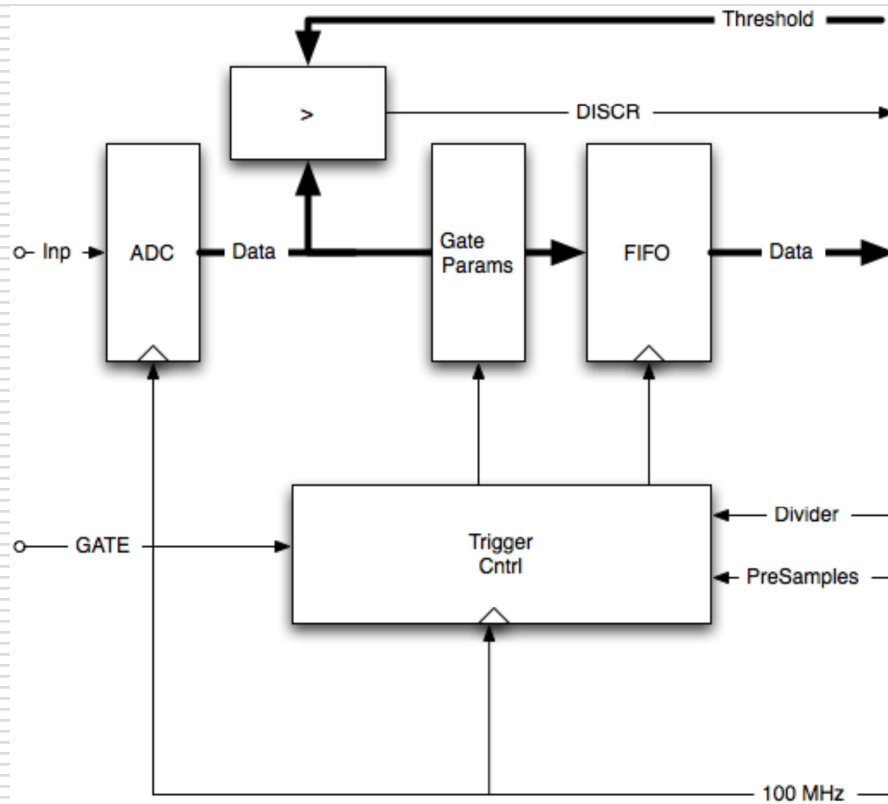 Threshold
>
DISCR
Inp
ADC
Data
Gate
Params
FIFO
Data
GATE
Trigger
Cntrl
Divider
PreSamples
100 MHz